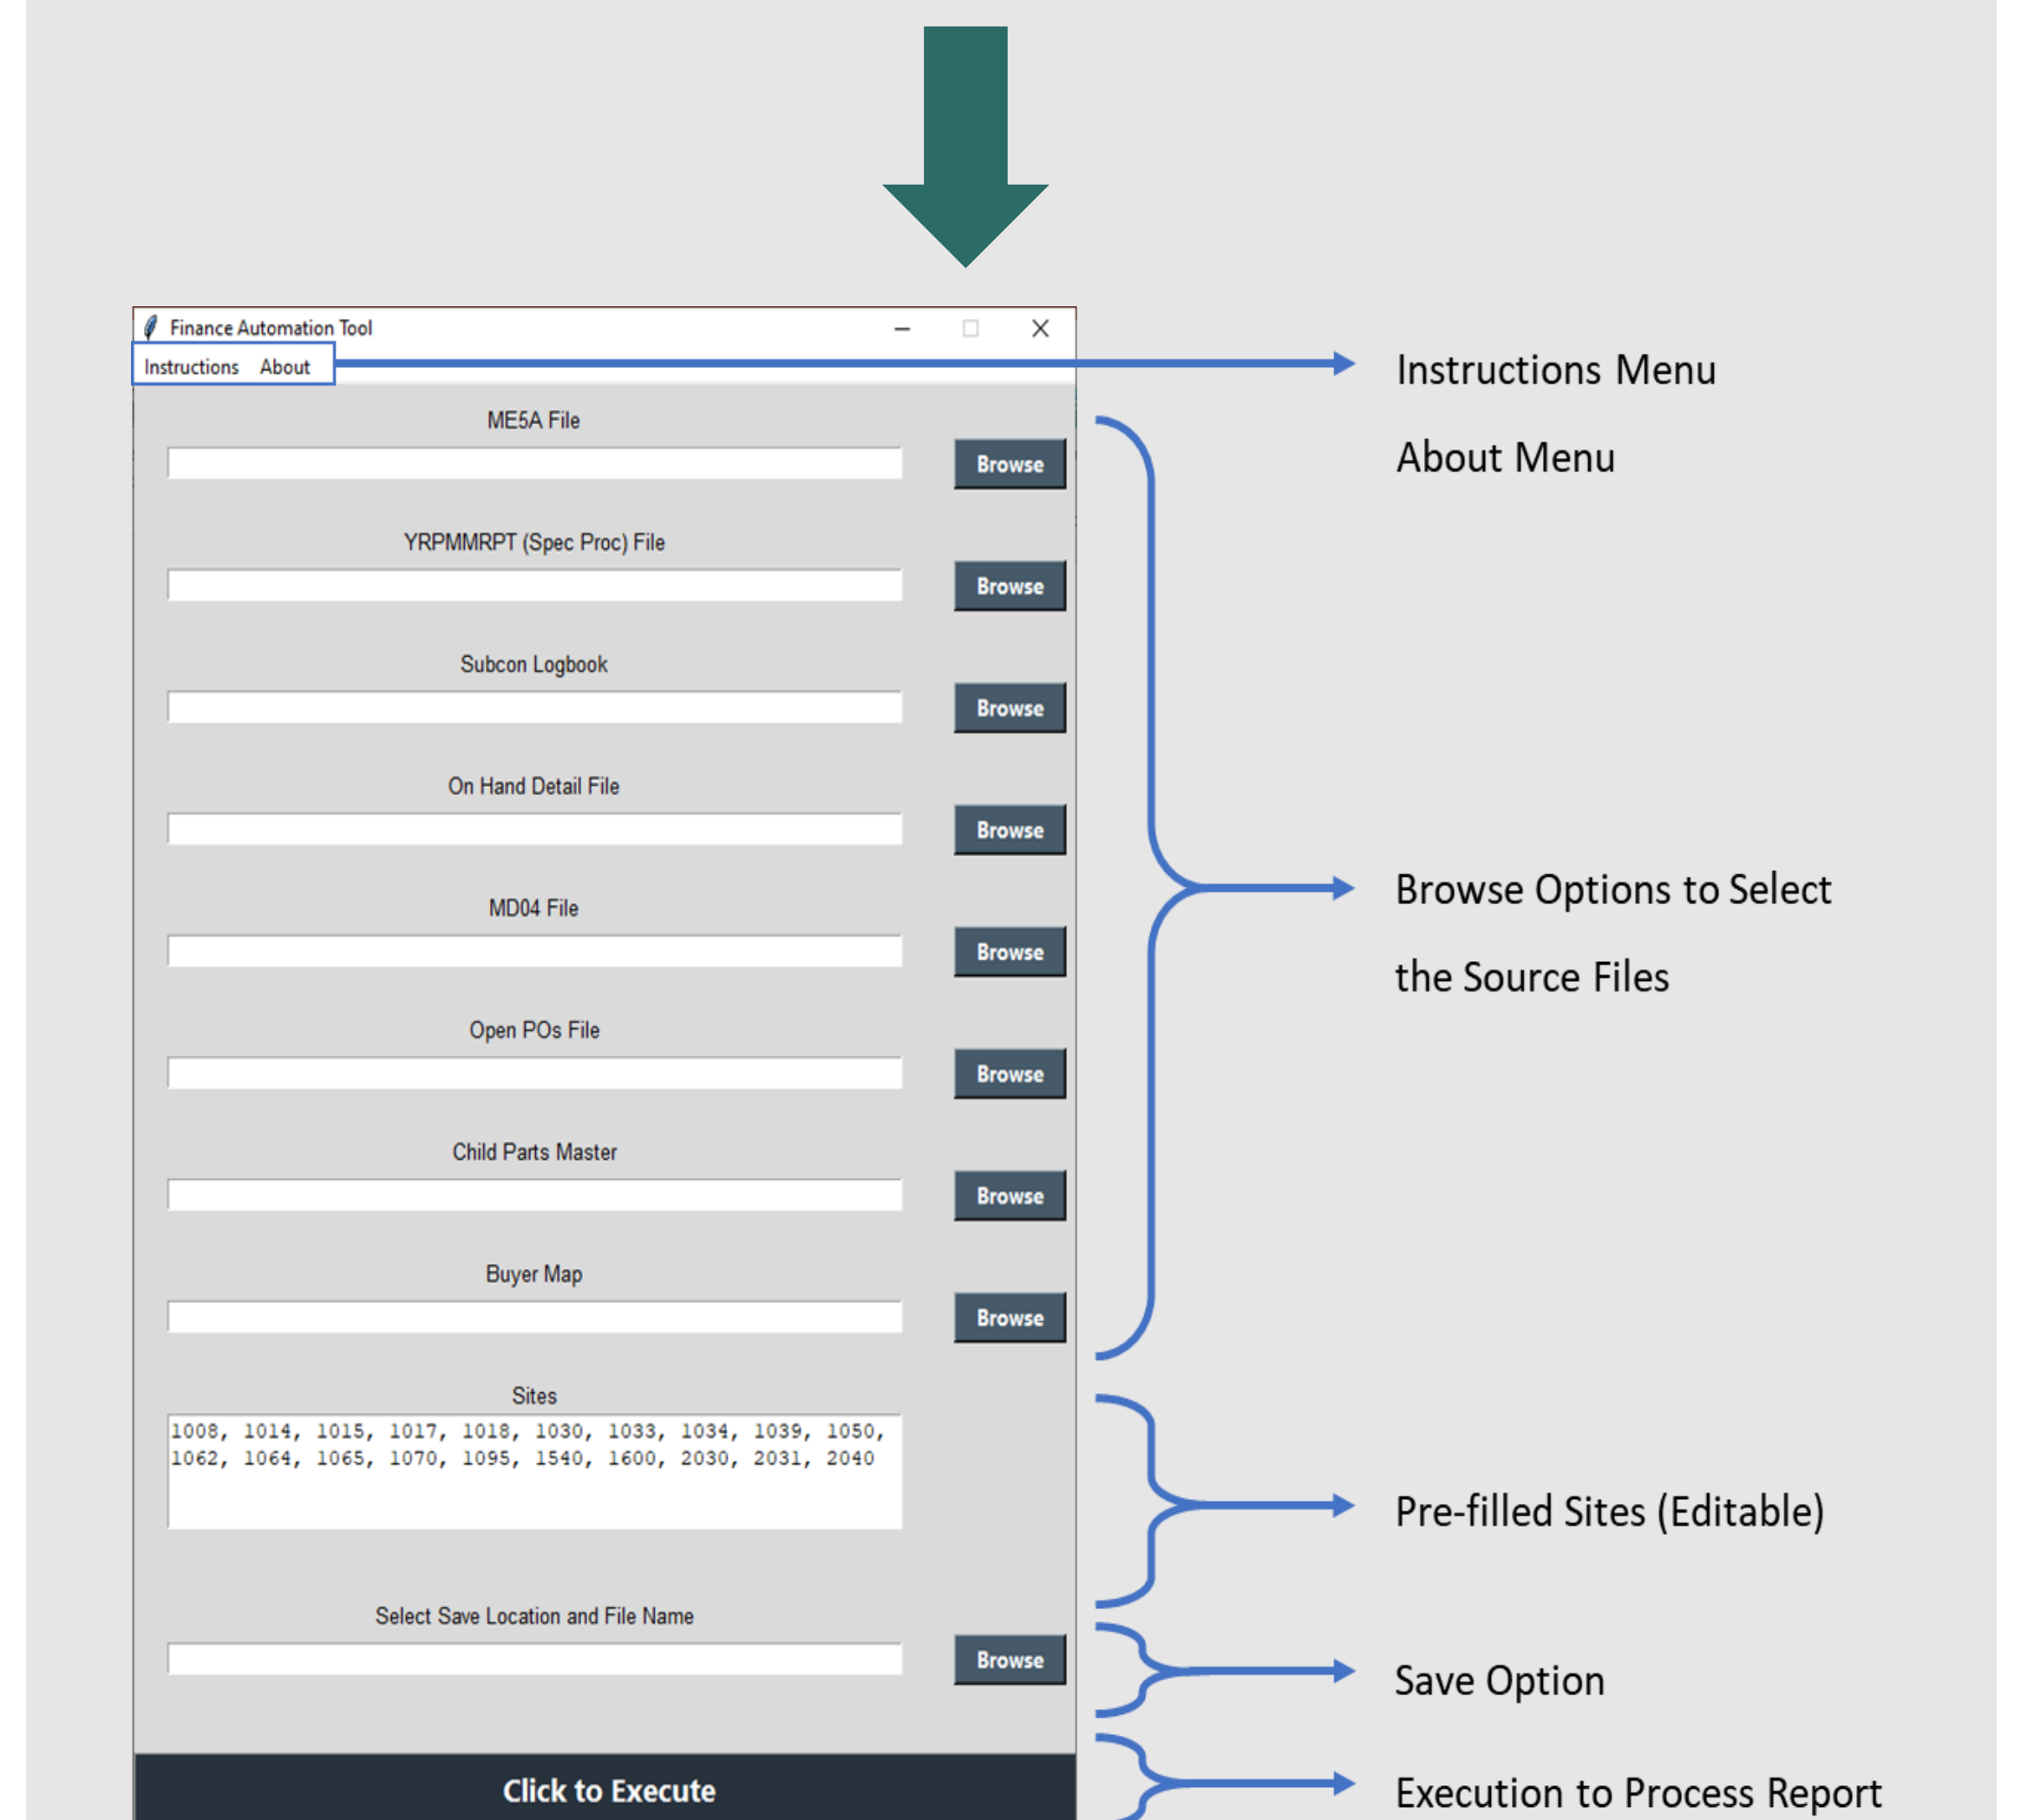 Finance Automation Tool
Instructions About
Instructions Menu
About Menu
ME5A File
Browse
YRPMMRPT (Spec Proc) File
Browse
Subcon Logbook
Browse
On Hand Detail File
Browse
MD04 File
Browse
Open POs File
Browse
Child Parts Master
Browse
Buyer Map
Browse
Browse Options to Select
the Source Files
Sites
1008, 1014, 1015, 1017, 1018, 1030, 1033, 1034, 1039, 1050,
1062, 1064, 1065, 1070, 1095, 1540, 1600, 2030, 2031, 2040
Pre-filled Sites (Editable)
Select Save Location and File Name
Browse
Save Option
Click to Execute
Execution to Process Report